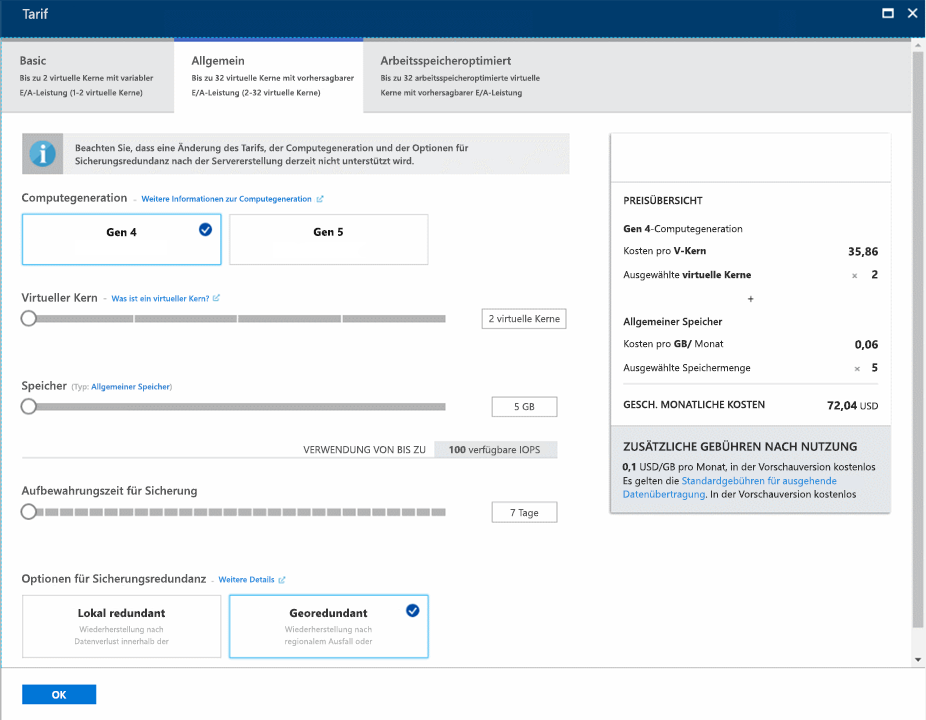 Tarif
Basic
Bis zu 2 virtuelle Kerne mit variabler
E/A-Leistung (1-2 virtuelle Kerne)
Allgemein
Bis zu 32 virtuelle Kerne mit vorhersagbarer
E/A-Leistung (2-32 virtuelle Kerne)
Arbeitsspeicheroptimiert
Bis zu 32 arbeitsspeicheroptimierte virtuelle
Kerne mit vorhersagbarer E/A-Leistung
Beachten Sie, dass eine Änderung des Tarifs, der Computegeneration und der Optionen für
Sicherungsredundanz nach der Servererstellung derzeit nicht unterstützt wird.
Computegeneration - Weitere Informationen zur Computegeneration
Gen 4
Gen 5
Virtueller Kern - Was ist ein virtueller Kern?
2 virtuelle Kerne
Speicher (Typ: Allgemeiner Speicher)
5 GB
VERWENDUNG VON BIS ZU 100 verfügbare IOPS
Aufbewahrungszeit für Sicherung
7 Tage
Optionen für Sicherungsredundanz - Weitere Details
Lokal redundant
Wiederherstellung nach
Datenverlust innerhalb der
Georedundant
Wiederherstellung nach
regionalem Ausfall oder
OK
PREISÜBERSICHT
Gen 4-Computegeneration
Kosten pro V-Kern 35,86
Ausgewählte virtuelle Kerne × 2
+
Allgemeiner Speicher
Kosten pro GB/ Monat 0,06
Ausgewählte Speichermenge × 5
GESCH. MONATLICHE KOSTEN 72,04 USD
ZUSÄTZLICHE GEBÜHREN NACH NUTZUNG
0,1 USD/GB pro Monat, in der Vorschauversion kostenlos
Es gelten die Standardgebühren für ausgehende
Datenübertragung. In der Vorschauversion kostenlos